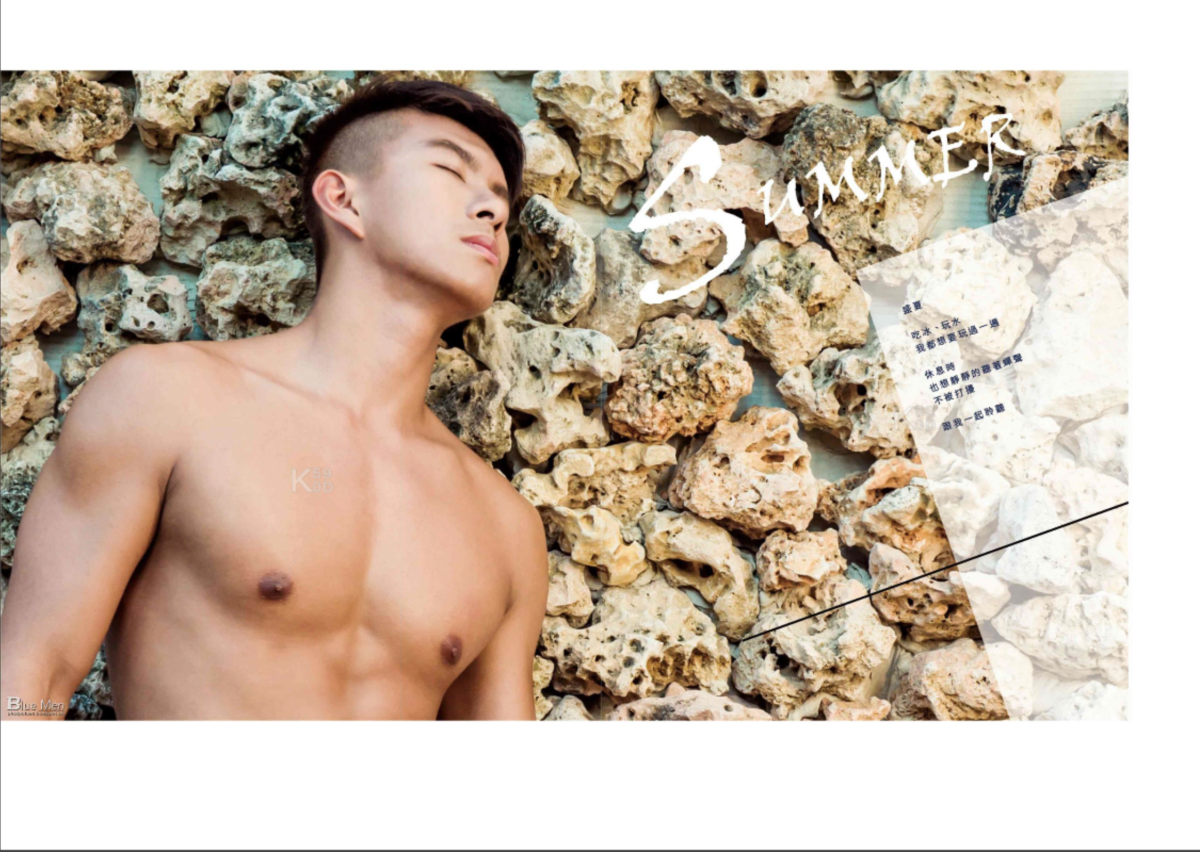 SUMMER
盛夏
吃冰、玩水
我都想要玩過一遍
休息時
也想靜靜的聽著蟬聲
不被打擾
跟我一起聆聽
Blue Men